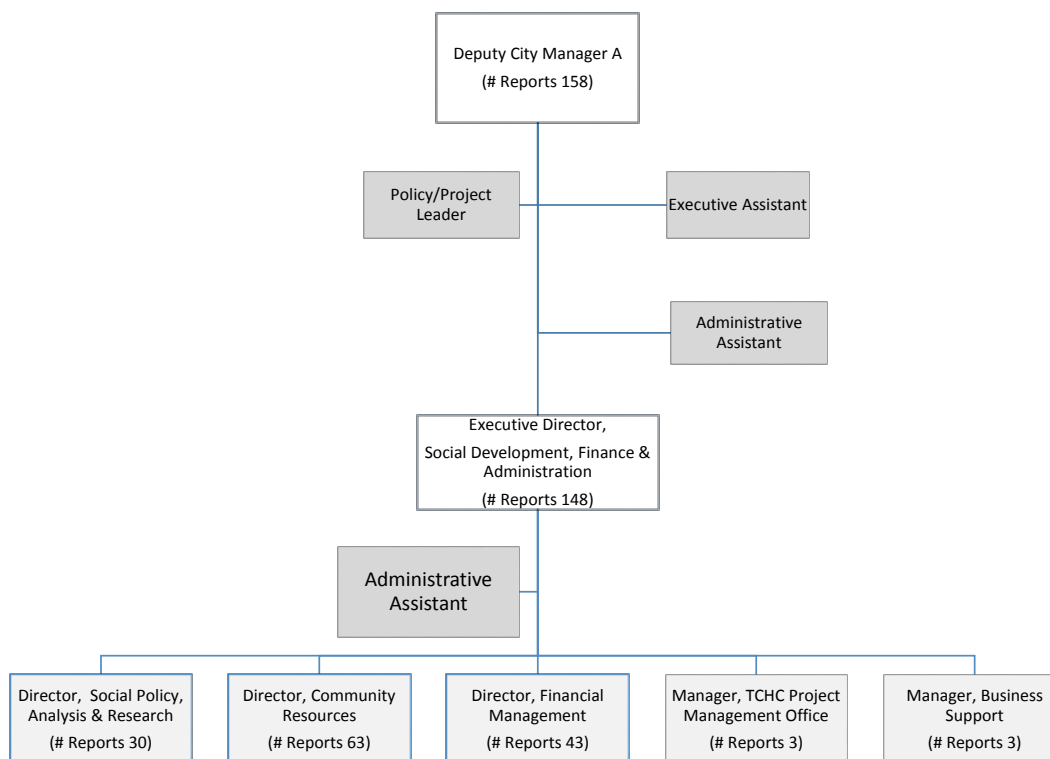 Deputy City Manager A
(# Reports 158)
Policy/Project
Leader
Executive Assistant
Administrative
Assistant
Executive Director,
Social Development, Finance &
Administration
(# Reports 148)
Administrative
Assistant
Director,  Social Policy,
Analysis & Research
(# Reports 30)
Director, Community
Resources
(# Reports 63)
Director, Financial
Management
(# Reports 43)
Manager, TCHC Project
Management Office
(# Reports 3)
Manager, Business
Support
(# Reports 3)